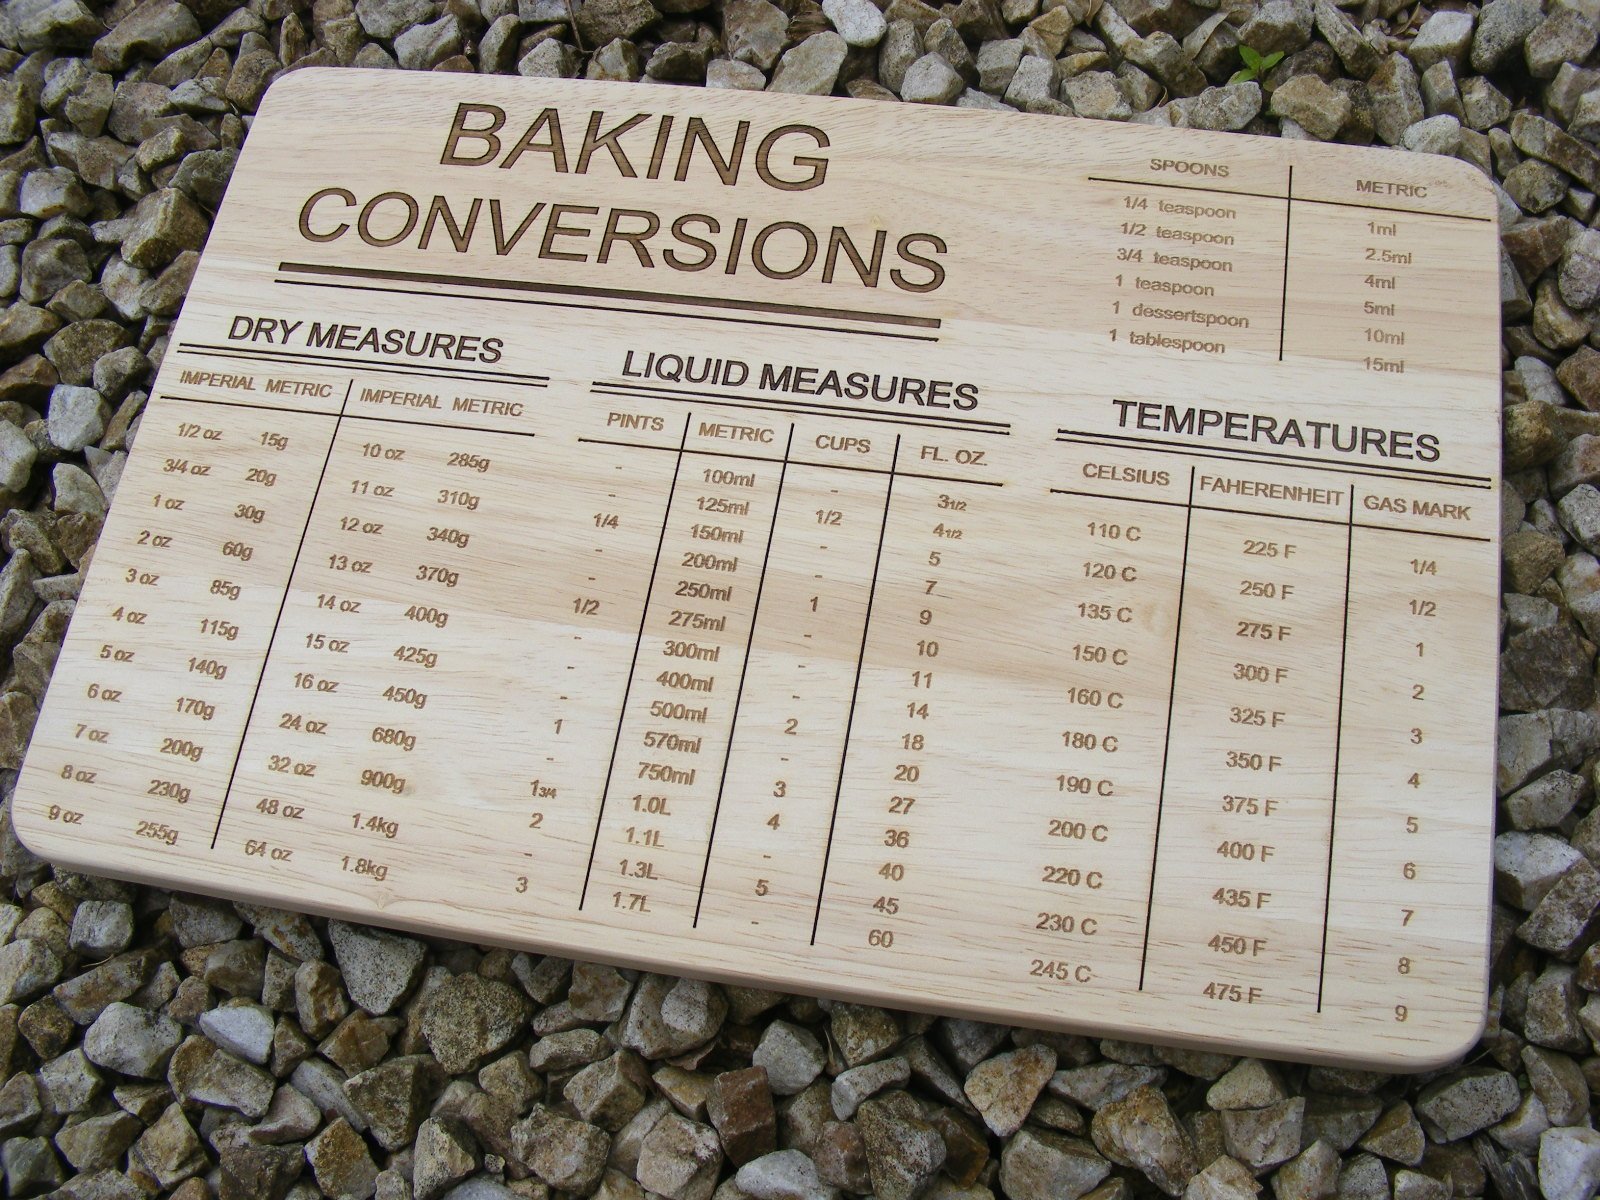 BAKING
CONVERSIONS
SPOONS METRIC
1/4 teaspoon 1ml
1/2 teaspoon 2.5ml
3/4 teaspoon 4ml
1 teaspoon 5ml
1 dessertspoon 10ml
1 tablespoon 15ml
DRY MEASURES
IMPERIAL METRIC IMPERIAL METRIC
1/2 oz 15g 10 oz 285g
3/4 oz 20g 11 oz 310g
1 oz 30g 12 oz 340g
2 oz 60g 13 oz 370g
3 oz 85g 14 oz 400g
4 oz 115g 15 oz 425g
5 oz 140g 16 oz 450g
6 oz 170g 24 oz 680g
7 oz 200g 32 oz 900g
8 oz 230g 48 oz 1.4kg
9 oz 255g 64 oz 1.8kg
LIQUID MEASURES
PINTS METRIC CUPS FL. OZ.
- 100ml - 31/2
- 125ml 1/2 41/2
1/4 150ml - 5
- 200ml - 7
- 250ml 1 9
1/2 275ml - 10
- 300ml - 11
- 400ml - 14
- 500ml 2 18
1 570ml - 20
- 750ml 3 27
13/4 1.0L 4 36
2 1.1L - 40
- 1.3L 5 45
3 1.7L - 60
TEMPERATURES
CELSIUS FAHERENHEIT GAS MARK
110 C 225 F 1/4
120 C 250 F 1/2
135 C 275 F 1
150 C 300 F 2
160 C 325 F 3
180 C 350 F 4
190 C 375 F 5
200 C 400 F 6
220 C 435 F 7
230 C 450 F 8
245 C 475 F 9